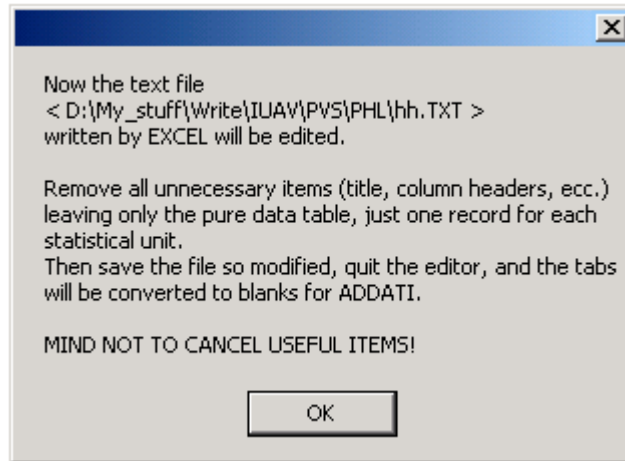 Now the text file
< D:\My_stuff\Write\IUAV\PVS\PHL\hh.TXT >
written by EXCEL will be edited.
Remove all unnecessary items (title, column headers, ecc.)
leaving only the pure data table, just one record for each
statistical unit.
Then save the file so modified, quit the editor, and the tabs
will be converted to blanks for ADDATI.
MIND NOT TO CANCEL USEFUL ITEMS!
OK